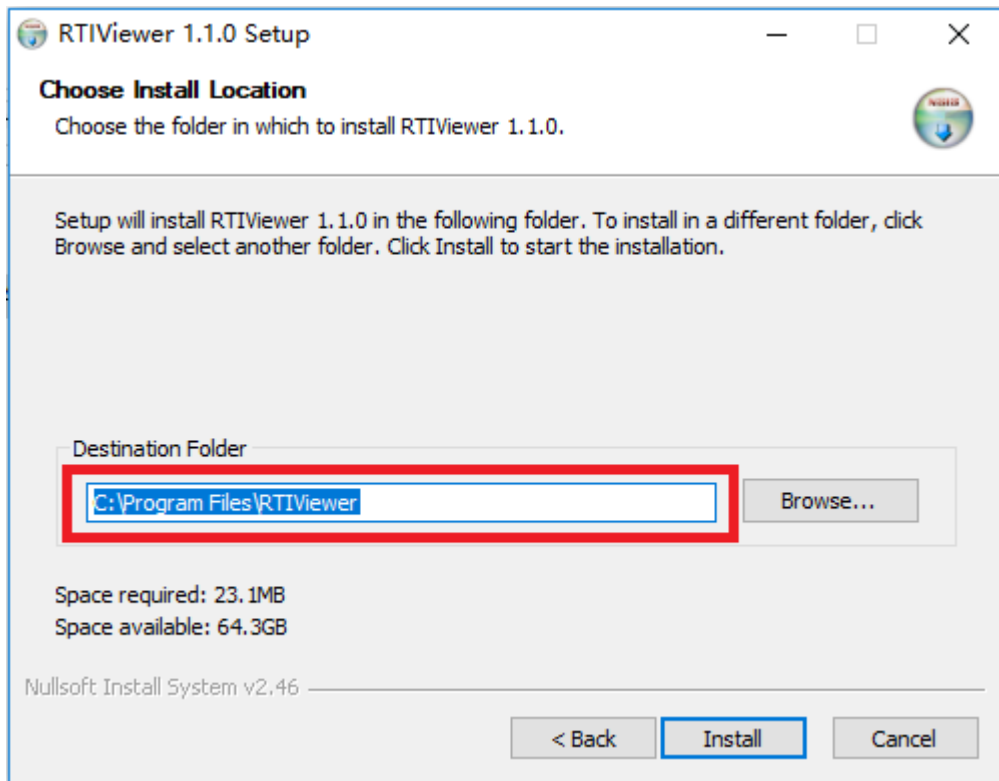 RTIViewer 1.1.0 Setup
Choose Install Location
Choose the folder in which to install RTIViewer 1.1.0.
Setup will install RTIViewer 1.1.0 in the following folder. To install in a different folder, click
Browse and select another folder. Click Install to start the installation.
Destination Folder
C:\Program Files\RTIViewer
Browse...
Space required: 23.1MB
Space available: 64.3GB
Nullsoft Install System v2.46
< Back
Install
Cancel